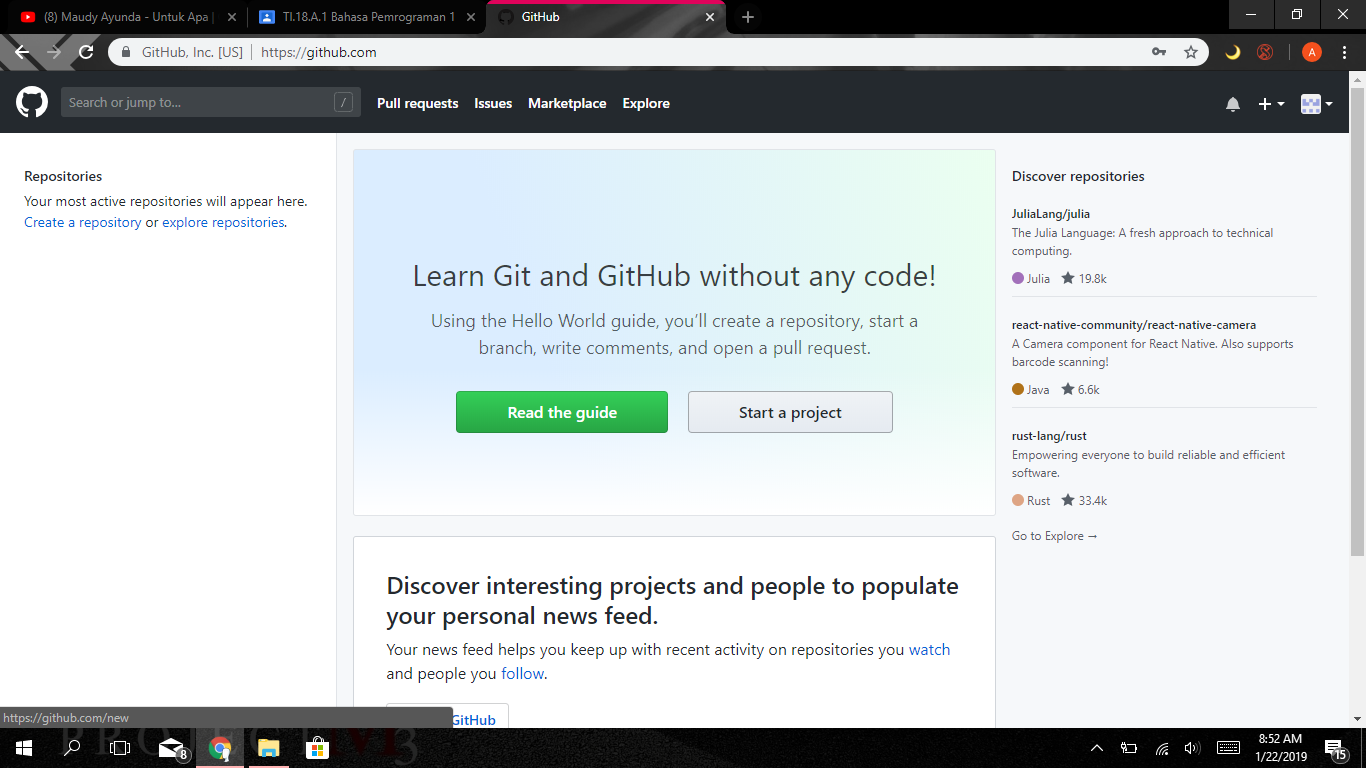 (8) Maudy Ayunda - Untuk Apa |
TI.18.A.1 Bahasa Pemrograman 1
GitHub
GitHub, Inc. [US]
https://github.com
A
Search or jump to...
/
Pull requests
Issues
Marketplace
Explore
Repositories
Your most active repositories will appear here.
Create a repository or explore repositories.
Learn Git and GitHub without any code!
Using the Hello World guide, you’ll create a repository, start a
branch, write comments, and open a pull request.
Read the guide
Start a project
Discover interesting projects and people to populate
your personal news feed.
Your news feed helps you keep up with recent activity on repositories you watch
and people you follow.
GitHub
Discover repositories
JuliaLang/julia
The Julia Language: A fresh approach to technical
computing.
Julia 19.8k
react-native-community/react-native-camera
A Camera component for React Native. Also supports
barcode scanning!
Java 6.6k
rust-lang/rust
Empowering everyone to build reliable and efficient
software.
Rust 33.4k
Go to Explore →
https://github.com/new
8
8:52 AM
1/22/2019
15